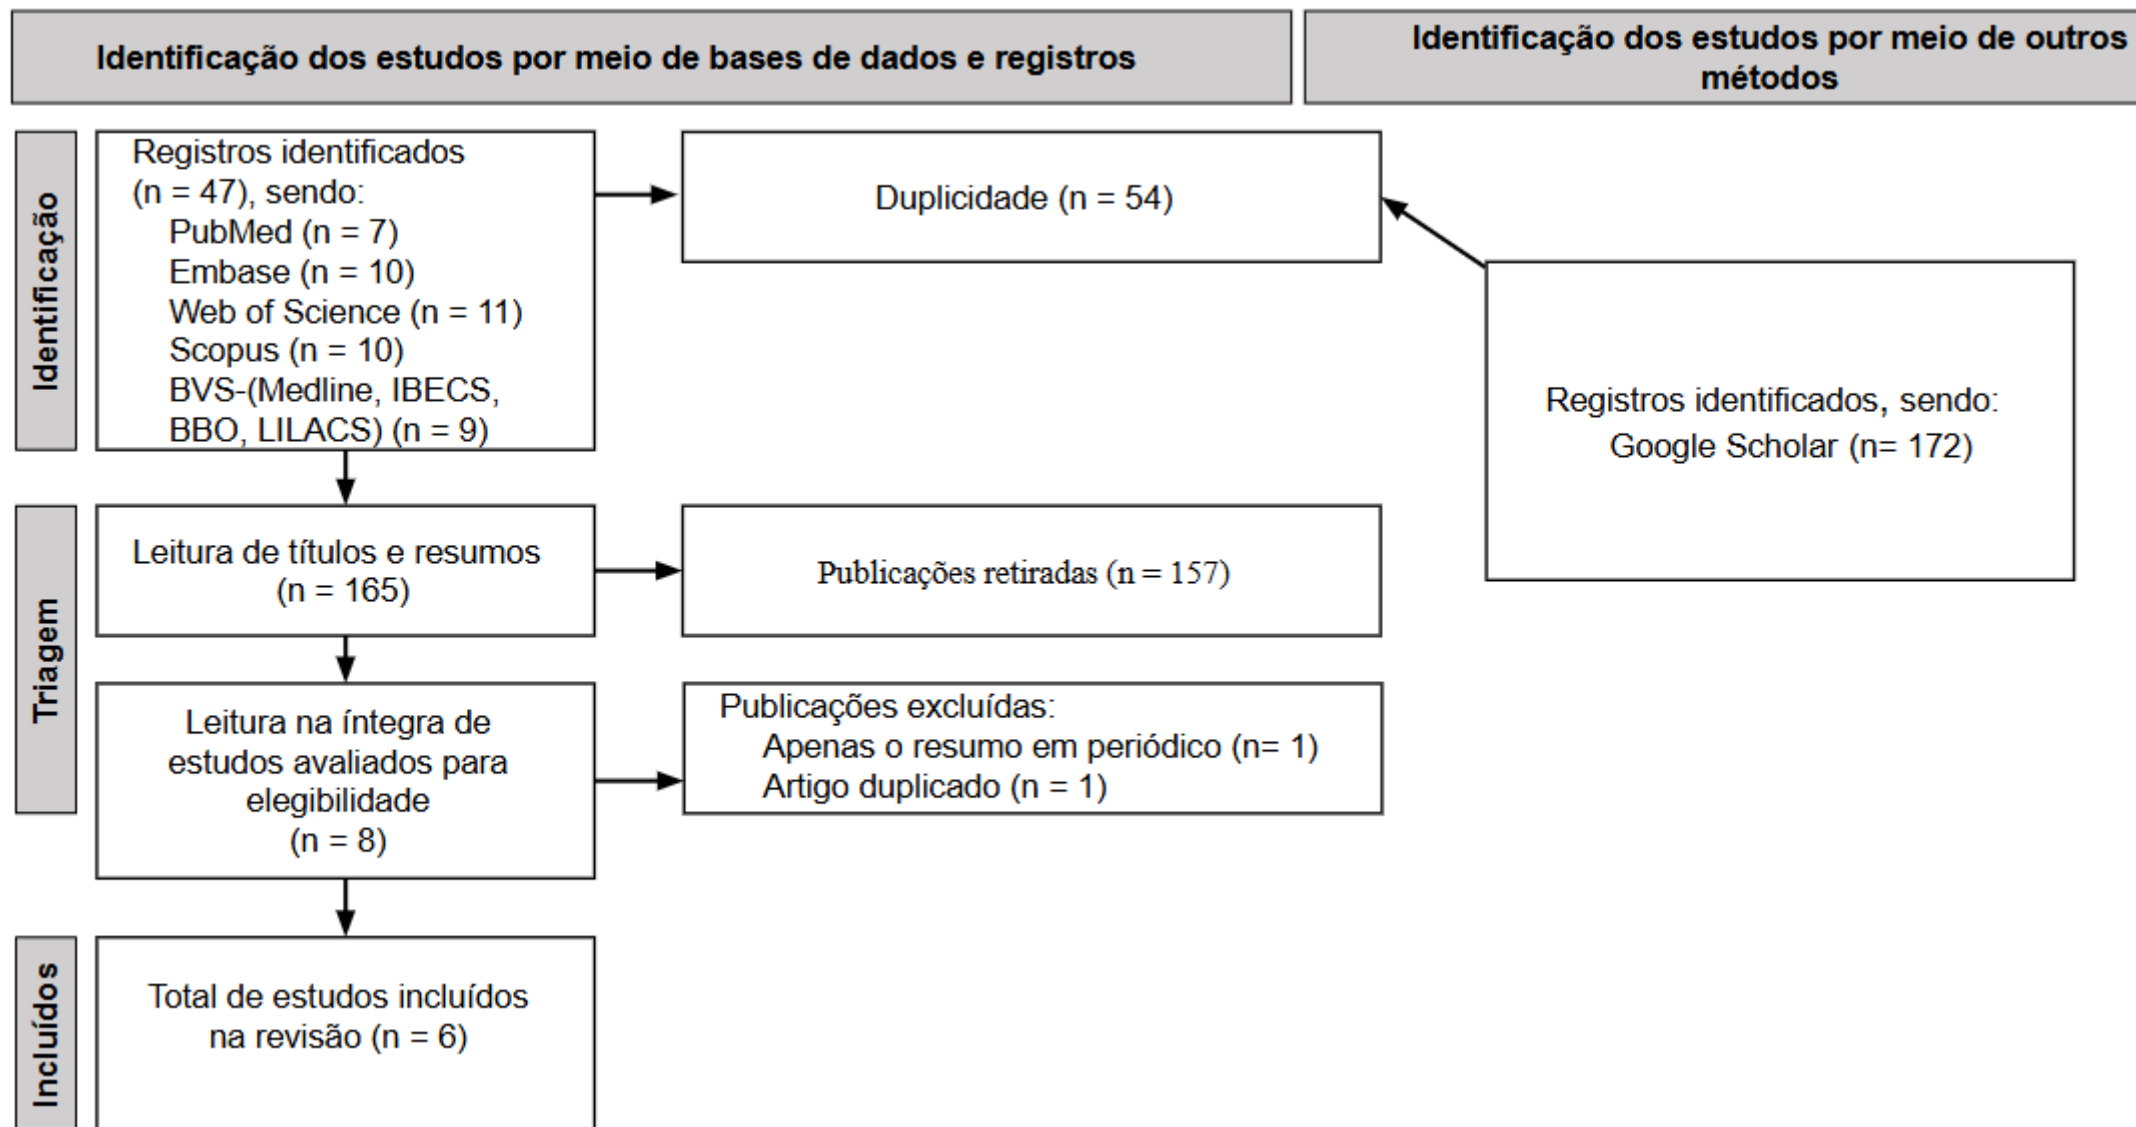 Identificação dos estudos por meio de bases de dados e registros
Identificação dos estudos por meio de outros
métodos
Identificação
Registros identificados
(n = 47), sendo:
PubMed (n = 7)
Embase (n = 10)
Web of Science (n = 11)
Scopus (n = 10)
BVS-(Medline, IBECS,
BBO, LILACS) (n = 9)
Duplicidade (n = 54)
Registros identificados, sendo:
Google Scholar (n= 172)
Triagem
Leitura de títulos e resumos
(n = 165)
Publicações retiradas (n = 157)
Leitura na íntegra de
estudos avaliados para
elegibilidade
(n = 8)
Publicações excluídas:
Apenas o resumo em periódico (n= 1)
Artigo duplicado (n = 1)
Incluídos
Total de estudos incluídos
na revisão (n = 6)